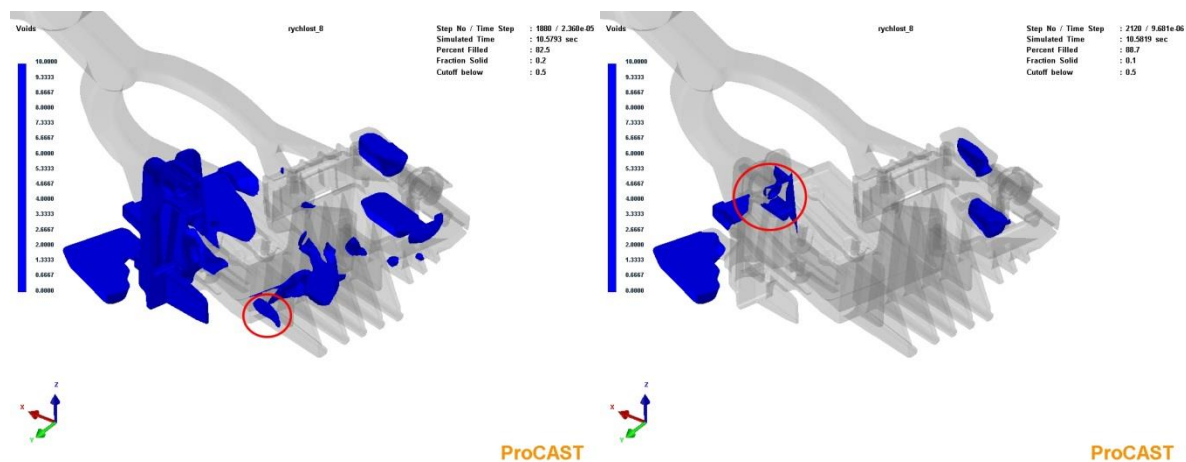 Voids
rychlost_8
Step No / Time Step : 1800 / 2.360e-05
Simulated Time : 10.5793 sec
Percent Filled : 82.5
Fraction Solid : 0.2
Cutoff below : 0.5
10.0000
9.3333
8.6667
8.0000
7.3333
6.6667
6.0000
5.3333
4.6667
4.0000
3.3333
2.6667
2.0000
1.3333
0.6667
0.0000
Z
X
Y
ProCAST
Voids
rychlost_8
Step No / Time Step : 2120 / 9.681e-06
Simulated Time : 10.5819 sec
Percent Filled : 88.7
Fraction Solid : 0.1
Cutoff below : 0.5
10.0000
9.3333
8.6667
8.0000
7.3333
6.6667
6.0000
5.3333
4.6667
4.0000
3.3333
2.6667
2.0000
1.3333
0.6667
0.0000
Z
X
Y
ProCAST